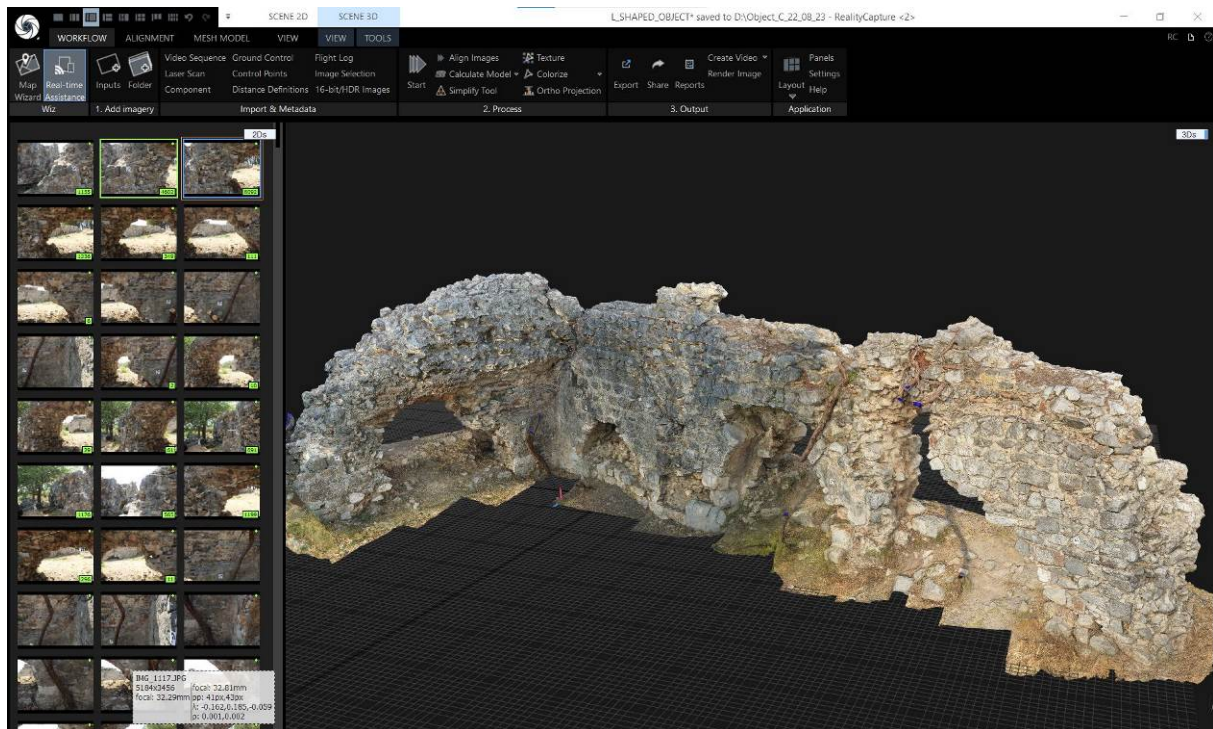 SCENE 2D SCENE 3D L_SHAPED_OBJECT* saved to D:\Object_C_22_08_23 - RealityCapture <2>
WORKFLOW ALIGNMENT MESH MODEL VIEW VIEW TOOLS RC
Map Wizard Real-time Assistance
Wiz
Inputs Folder
1. Add imagery
Video Sequence Ground Control Flight Log
Laser Scan Control Points Image Selection
Component Distance Definitions 16-bit/HDR Images
Import & Metadata
Start
Align Images Texture
Calculate Model Colorize
Simplify Tool Ortho Projection
2. Process
Export Share Reports
Create Video
Render Image
3. Output
Layout
Panels
Settings
Help
Application
2Ds
3Ds
IMG_1117.JPG
5184x3456 focal: 32.81mm
focal: 32.29mm pp: 41px,43px
λ: -0.162,0.185,-0.059
p: 0.001,0.002